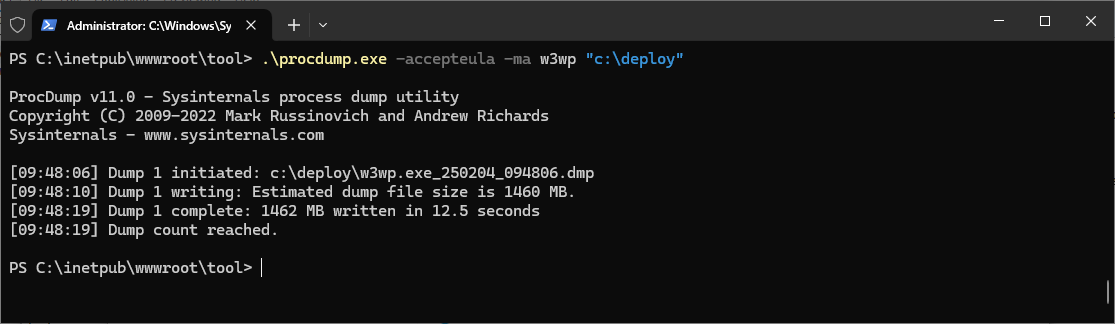 Administrator: C:\Windows\Sy
PS C:\inetpub\wwwroot\tool> .\procdump.exe -accepteula -ma w3wp "c:\deploy"
ProcDump v11.0 - Sysinternals process dump utility
Copyright (C) 2009-2022 Mark Russinovich and Andrew Richards
Sysinternals - www.sysinternals.com
[09:48:06] Dump 1 initiated: c:\deploy\w3wp.exe_250204_094806.dmp
[09:48:10] Dump 1 writing: Estimated dump file size is 1460 MB.
[09:48:19] Dump 1 complete: 1462 MB written in 12.5 seconds
[09:48:19] Dump count reached.
PS C:\inetpub\wwwroot\tool>